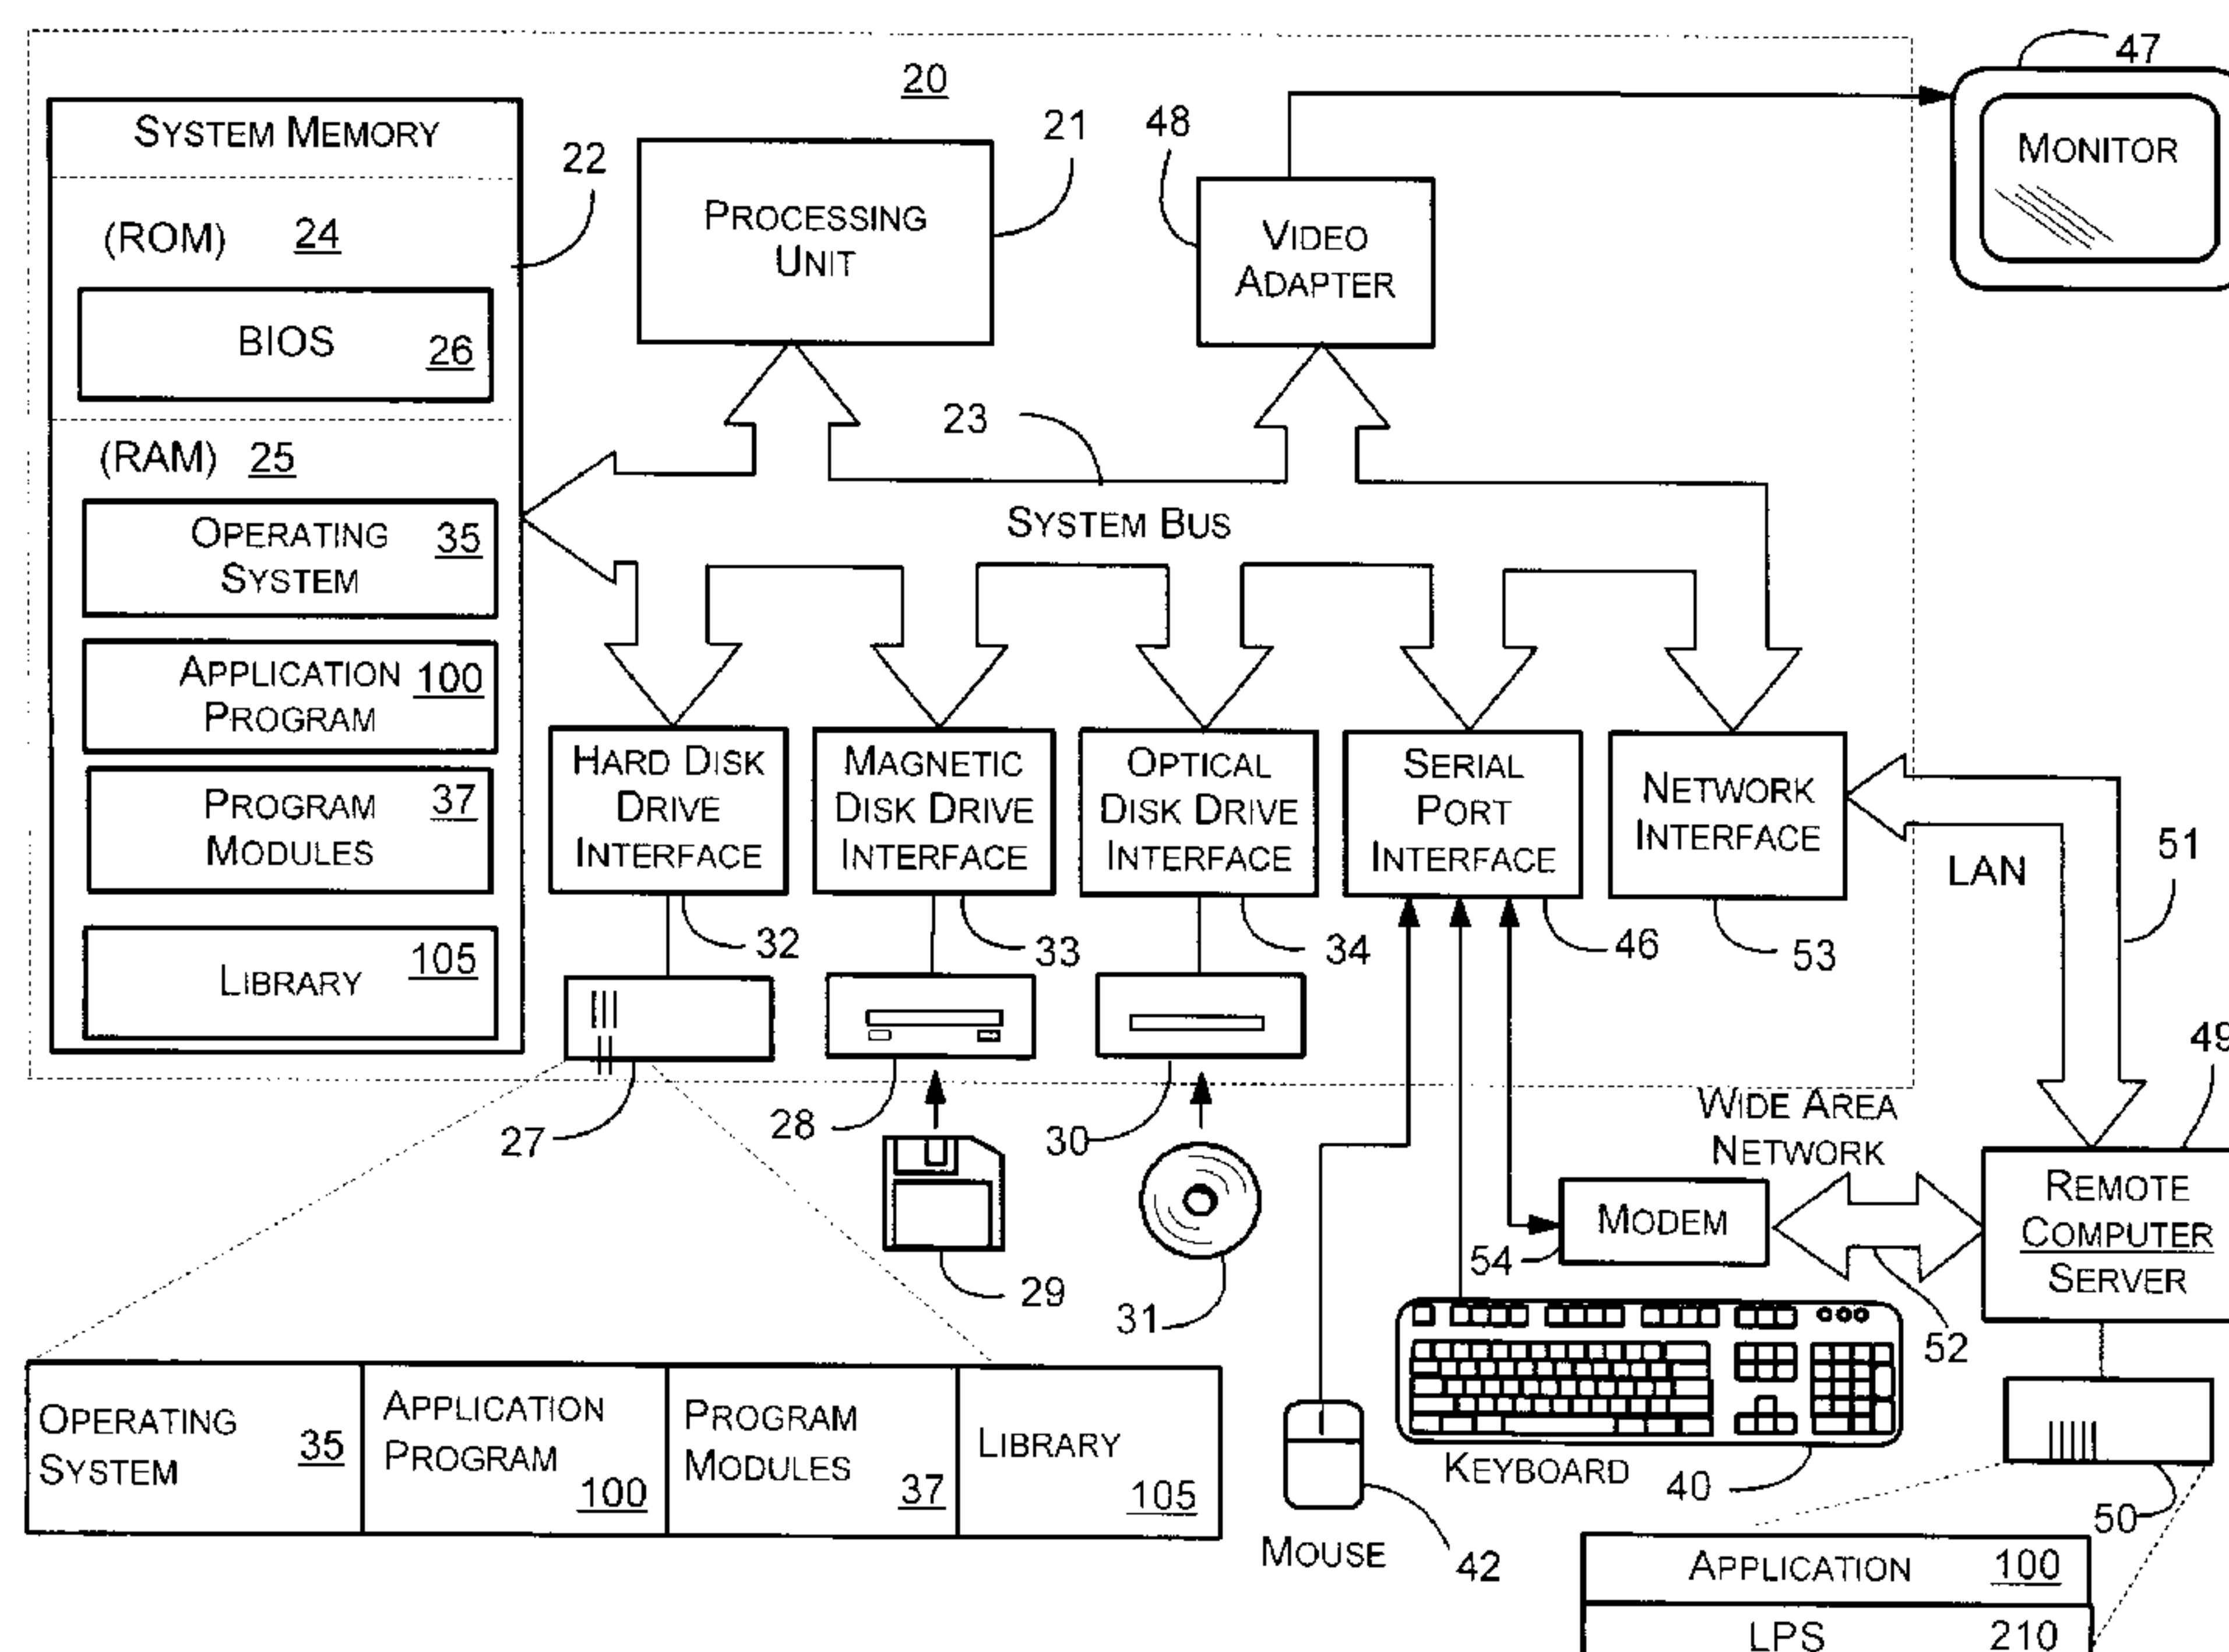 20
47
SYSTEM MEMORY
22
21
48
MONITOR
PROCESSING
UNIT
VIDEO
ADAPTER
(ROM) 24
BIOS 26
23
(RAM) 25
SYSTEM BUS
OPERATING 35
SYSTEM
APPLICATION 100
PROGRAM
PROGRAM 37
MODULES
LIBRARY 105
HARD DISK
DRIVE
INTERFACE
MAGNETIC
DISK DRIVE
INTERFACE
OPTICAL
DISK DRIVE
INTERFACE
SERIAL
PORT
INTERFACE
NETWORK
INTERFACE
LAN
51
32
33
34
46
53
49
27
28
30
WIDE AREA
NETWORK
29
31
54
MODEM
52
REMOTE
COMPUTER
SERVER
OPERATING
SYSTEM 35
APPLICATION
PROGRAM
100
PROGRAM
MODULES
37
LIBRARY
105
KEYBOARD 40
MOUSE 42
50
APPLICATION 100
LPS 210